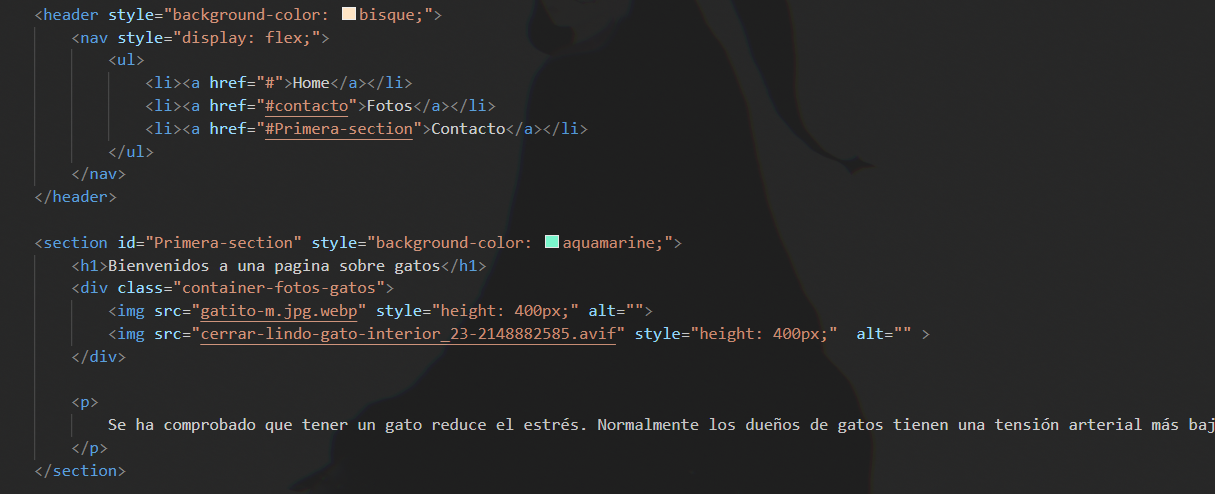 <header style="background-color: bisque;">
<nav style="display: flex;">
<ul>
<li><a href="#">Home</a></li>
<li><a href="#contacto">Fotos</a></li>
<li><a href="#Primera-section">Contacto</a></li>
</ul>
</nav>
</header>
<section id="Primera-section" style="background-color: aquamarine;">
<h1>Bienvenidos a una pagina sobre gatos</h1>
<div class="container-fotos-gatos">
<img src="gatito-m.jpg.webp" style="height: 400px;" alt="">
<img src="cerrar-lindo-gato-interior_23-2148882585.avif" style="height: 400px;"  alt="" >
</div>
<p>
Se ha comprobado que tener un gato reduce el estrés. Normalmente los dueños de gatos tienen una tensión arterial más baj
</p>
</section>